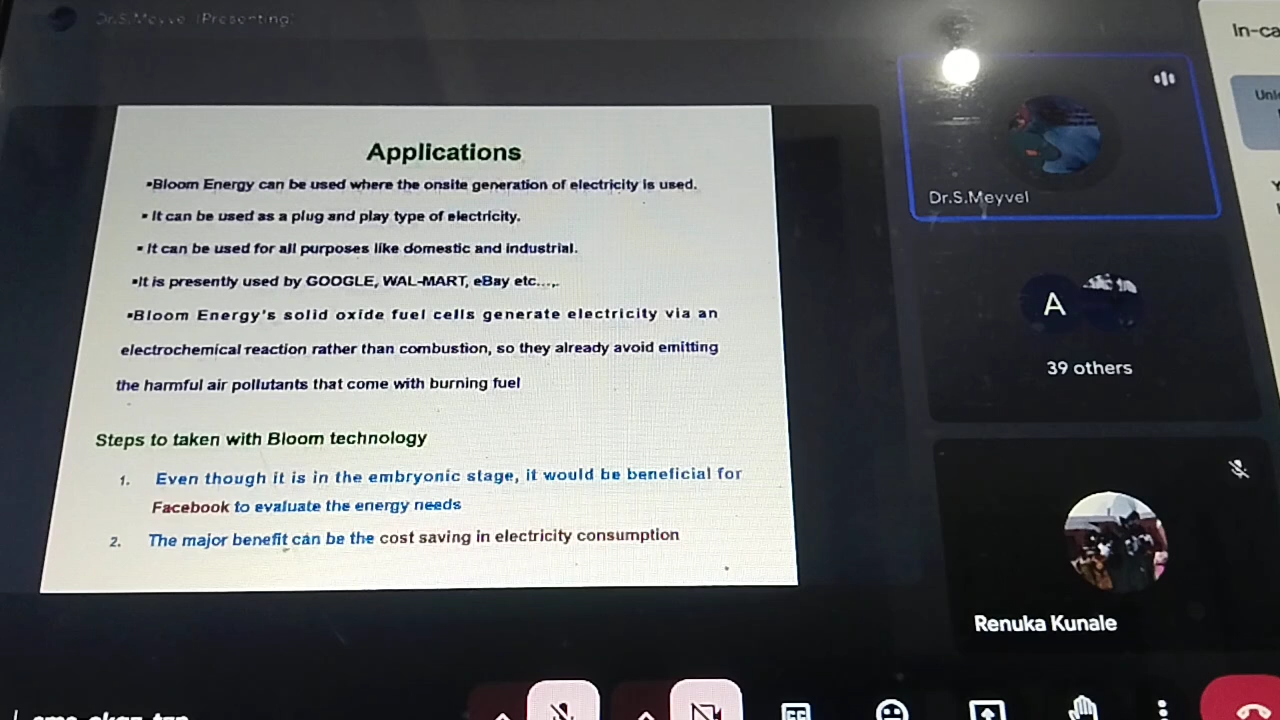 Dr.S.Meyvel (Presenting)
Applications
▪Bloom Energy can be used where the onsite generation of electricity is used.
▪ It can be used as a plug and play type of electricity.
▪ It can be used for all purposes like domestic and industrial.
▪It is presently used by GOOGLE, WAL-MART, eBay etc…,.
▪Bloom Energy's solid oxide fuel cells generate electricity via an
electrochemical reaction rather than combustion, so they already avoid emitting
the harmful air pollutants that come with burning fuel
Steps to taken with Bloom technology
1. Even though it is in the embryonic stage, it would be beneficial for
Facebook to evaluate the energy needs
2. The major benefit can be the cost saving in electricity consumption
Dr.S.Meyvel
A
39 others
Renuka Kunale
In-ca
CC